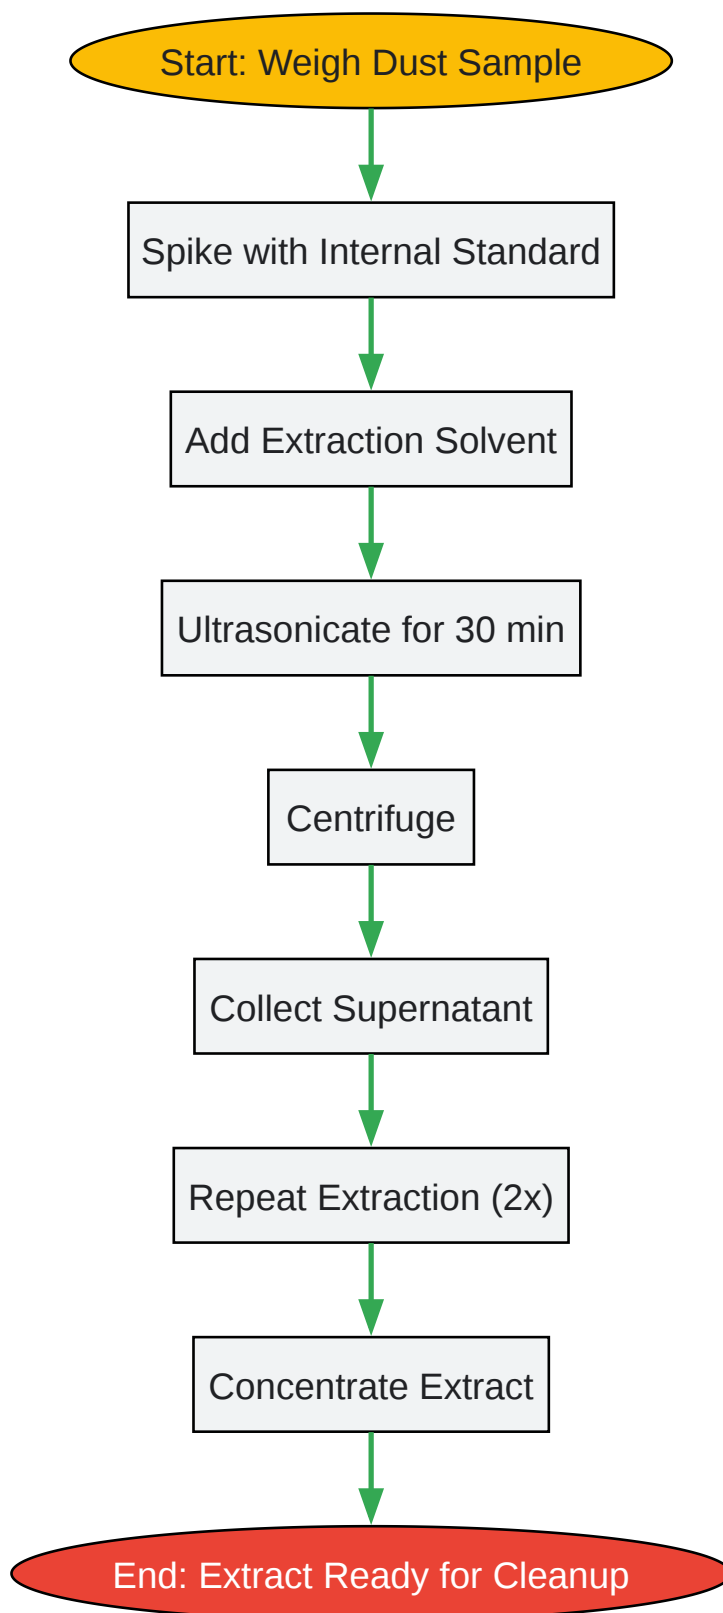 Start: Weigh Dust Sample
Spike with Internal Standard
Add Extraction Solvent
Ultrasonicate for 30 min
Centrifuge
Collect Supernatant
Repeat Extraction (2x)
Concentrate Extract
End: Extract Ready for Cleanup